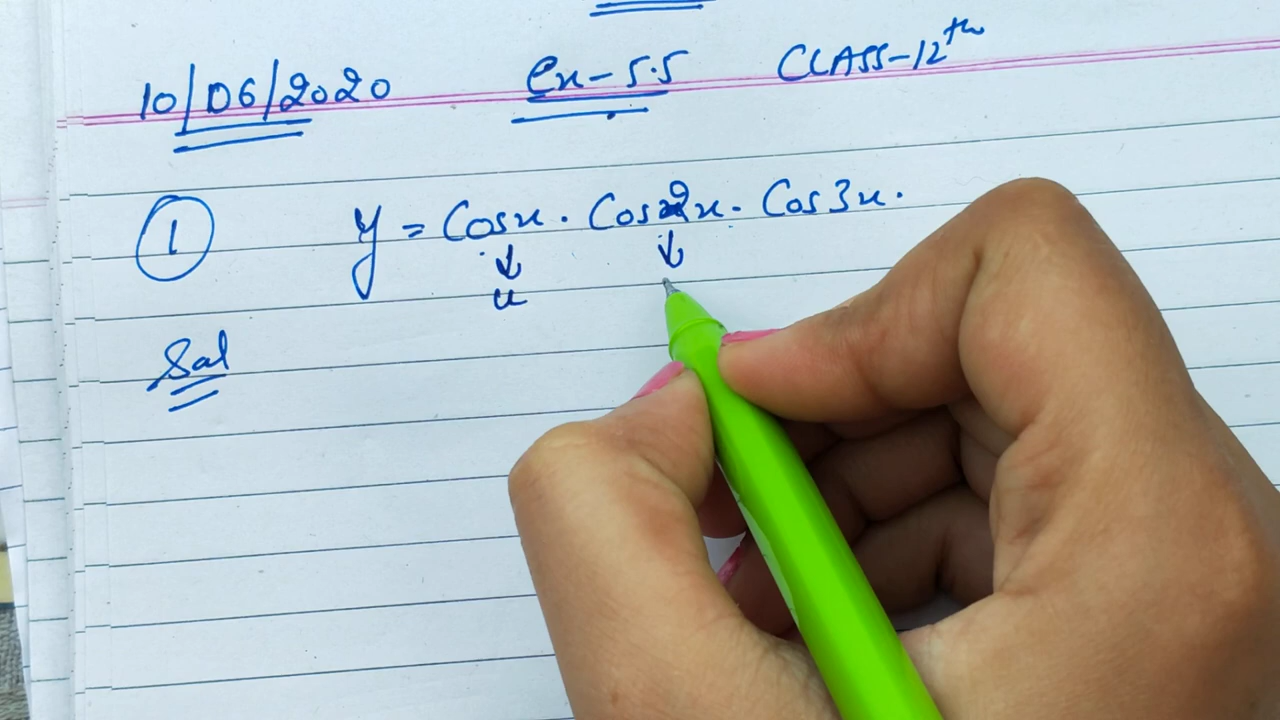 10/06/2020 Ex-5.5 CLASS-12th
① y = Cosx. Cos2x. Cos3x.
↓ ↓
u
Sol